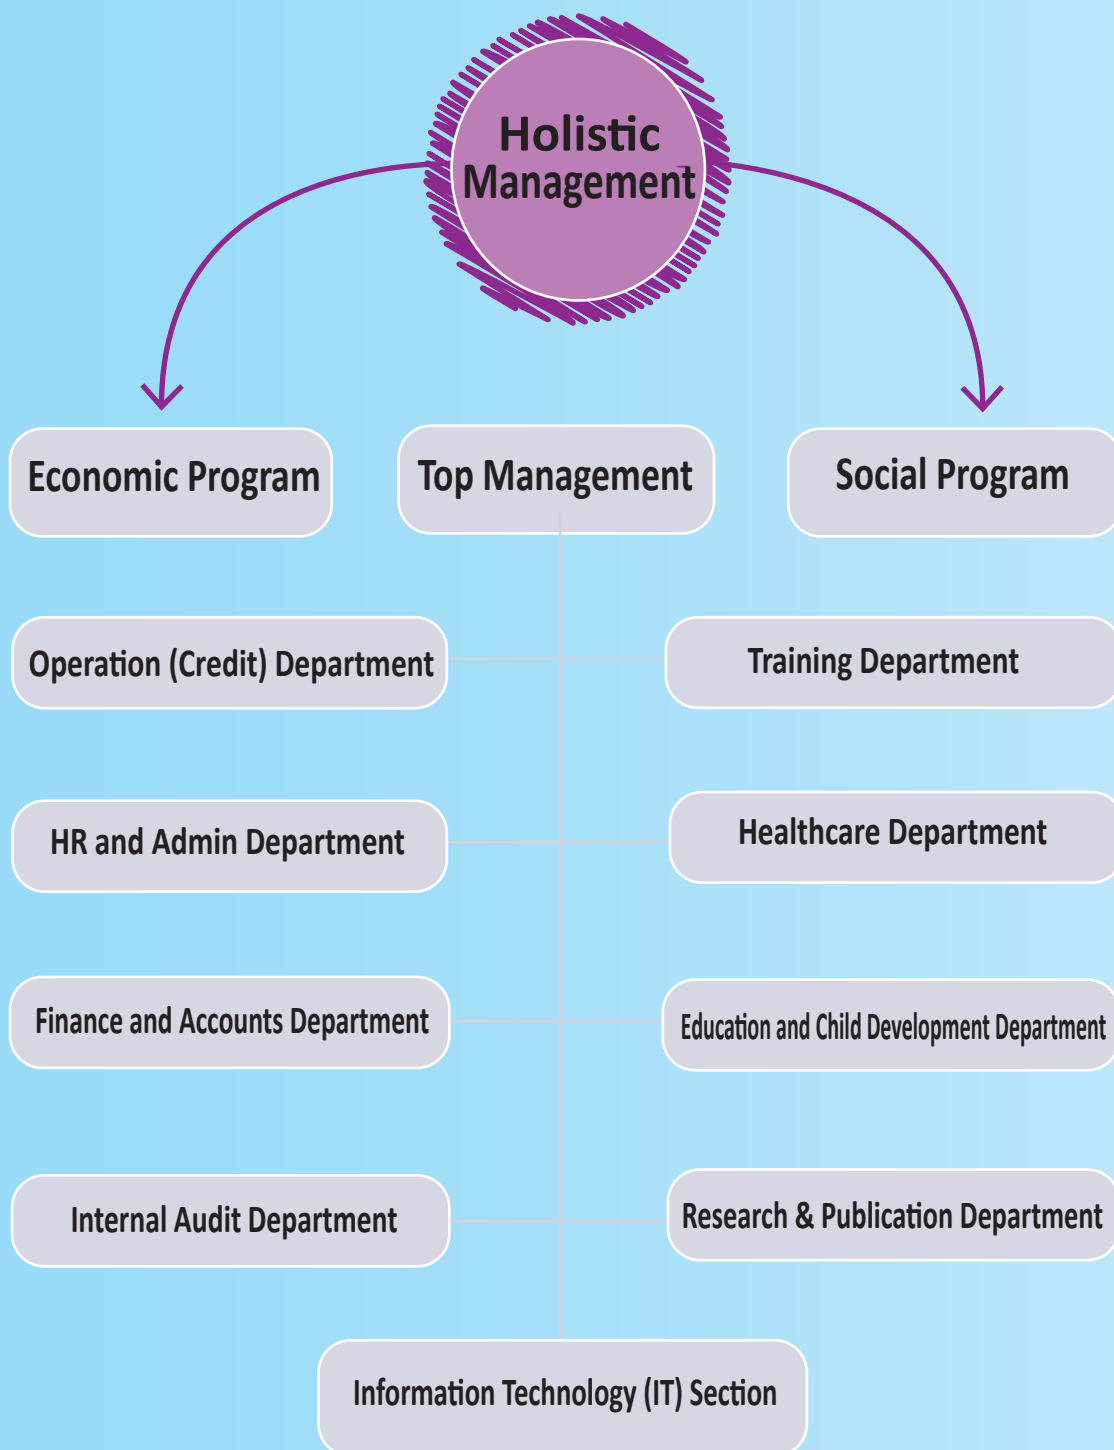 Holistic
Management
Economic Program
Top Management
Social Program
Operation (Credit) Department
Training Department
HR and Admin Department
Healthcare Department
Finance and Accounts Department
Education and Child Development Department
Internal Audit Department
Research & Publication Department
Information Technology (IT) Section